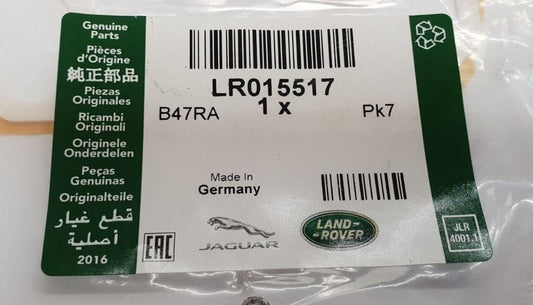 Genuine
Parts
Pièces
d'Origine
純正部品
Piezas
Originales
Ricambi
Originali
Originele
Onderdelen
Peças
Genuinas
Originalteile
قطع غيار
أصلية
2016
LR015517
1 x
B47RA
Pk7
Made In
Germany
EAC
JAGUAR
LAND-
-ROVER
JLR
4001.1